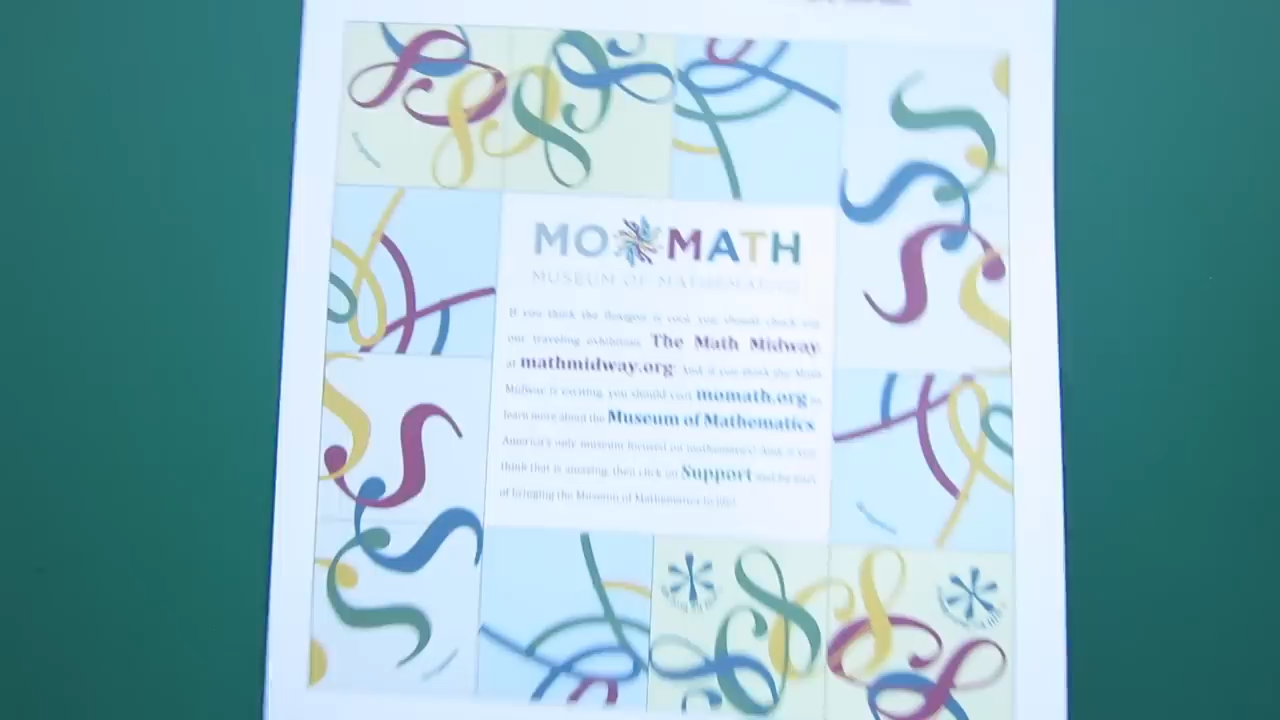 MOMATH
MUSEUM OF MATHEMATICS
If you think the flexagon is cool, you should check out
our traveling exhibition, The Math Midway,
at mathmidway.org. And if you think the Math
Midway is exciting, you should visit momath.org to
learn more about the Museum of Mathematics,
America's only museum focused on mathematics! And, if you
think that is amazing, then click on Support and be part
of bringing the Museum of Mathematics to life!